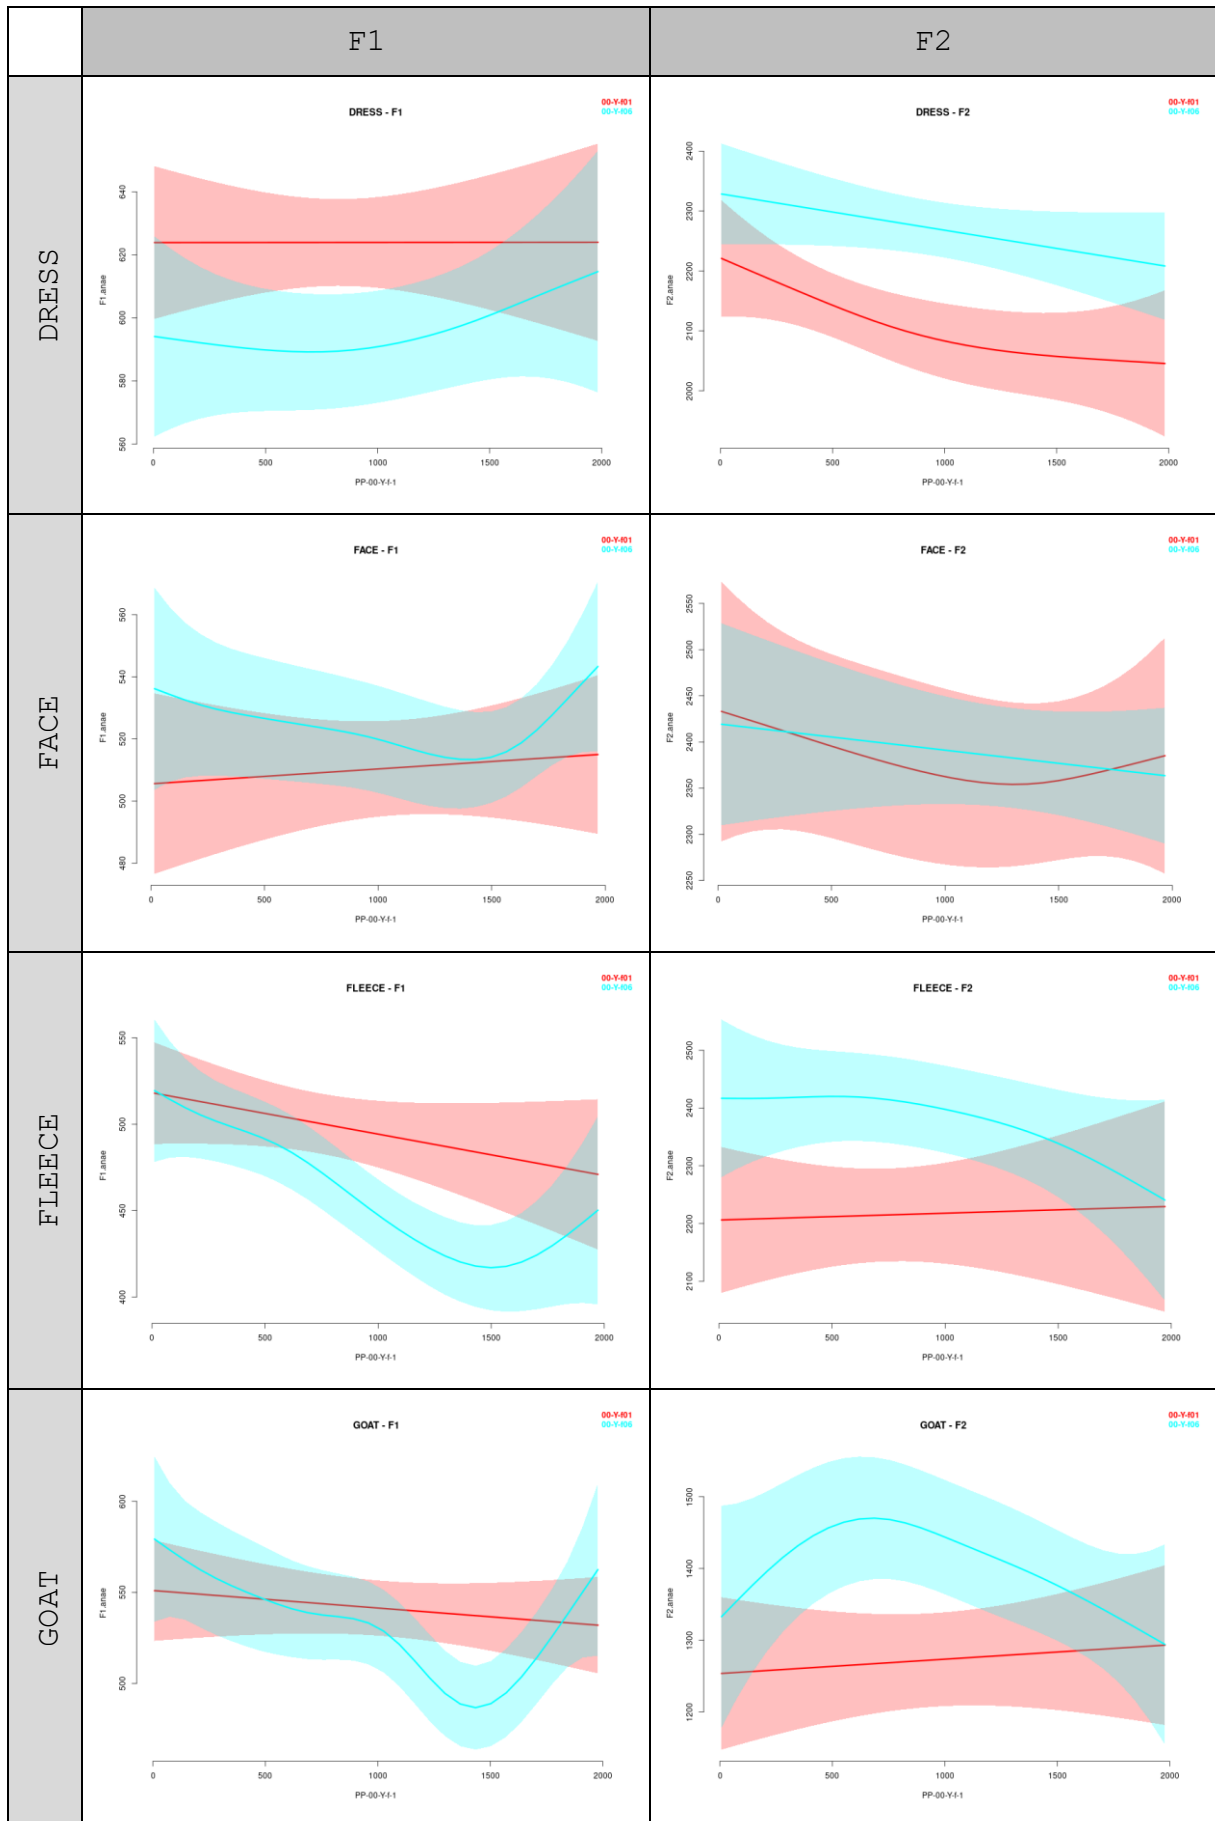 F1
F2
DRESS
DRESS - F1
00-Y-f01
00-Y-f06
F1.anae
640
620
600
580
560
0 500 1000 1500 2000
PP-00-Y-f-1
DRESS - F2
00-Y-f01
00-Y-f06
F2.anae
2400
2300
2200
2100
2000
0 500 1000 1500 2000
PP-00-Y-f-1
FACE
FACE - F1
00-Y-f01
00-Y-f06
F1.anae
560
540
520
500
480
0 500 1000 1500 2000
PP-00-Y-f-1
FACE - F2
00-Y-f01
00-Y-f06
F2.anae
2550
2500
2450
2400
2350
2300
2250
0 500 1000 1500 2000
PP-00-Y-f-1
FLEECE
FLEECE - F1
00-Y-f01
00-Y-f06
F1.anae
550
500
450
400
0 500 1000 1500 2000
PP-00-Y-f-1
FLEECE - F2
00-Y-f01
00-Y-f06
F2.anae
2500
2400
2300
2200
2100
0 500 1000 1500 2000
PP-00-Y-f-1
GOAT
GOAT - F1
00-Y-f01
00-Y-f06
F1.anae
600
550
500
0 500 1000 1500 2000
PP-00-Y-f-1
GOAT - F2
00-Y-f01
00-Y-f06
F2.anae
1500
1400
1300
1200
0 500 1000 1500 2000
PP-00-Y-f-1